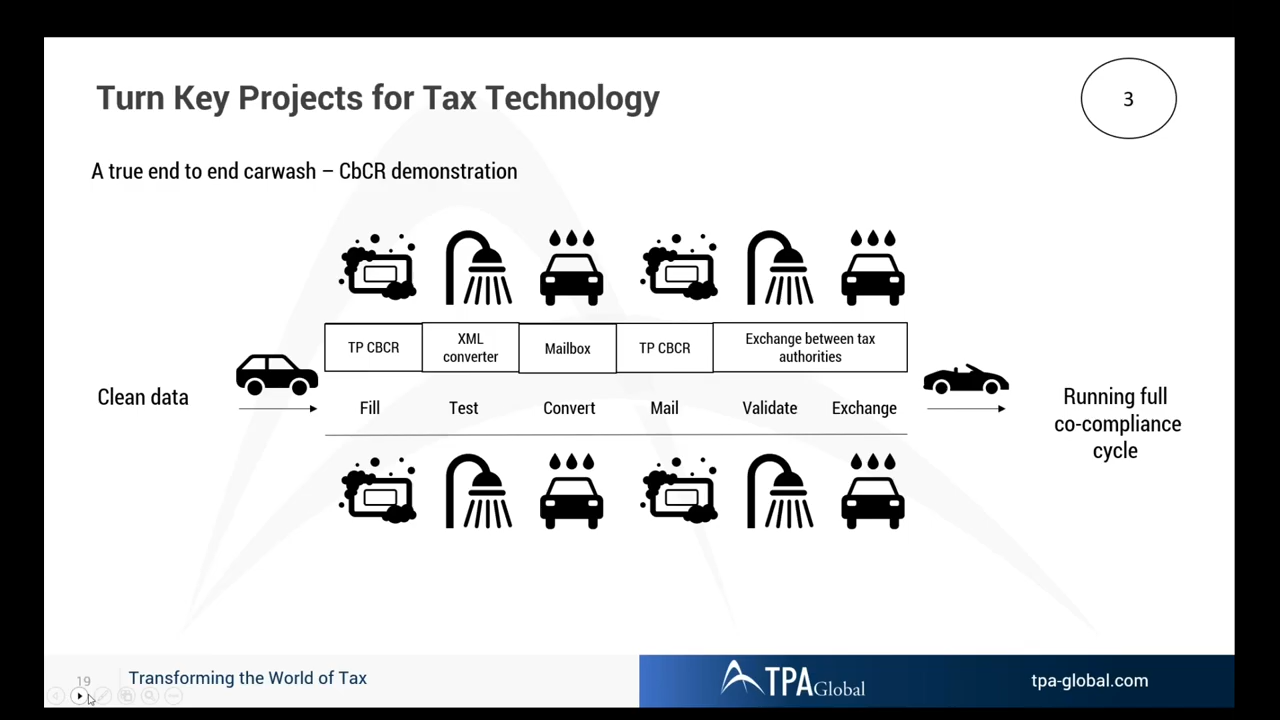 Turn Key Projects for Tax Technology
3
A true end to end carwash – CbCR demonstration
TP CBCR
XML
converter
Mailbox
TP CBCR
Exchange between tax
authorities
Clean data
Fill
Test
Convert
Mail
Validate
Exchange
Running full
co-compliance
cycle
19
Transforming the World of Tax
TPAGlobal
tpa-global.com